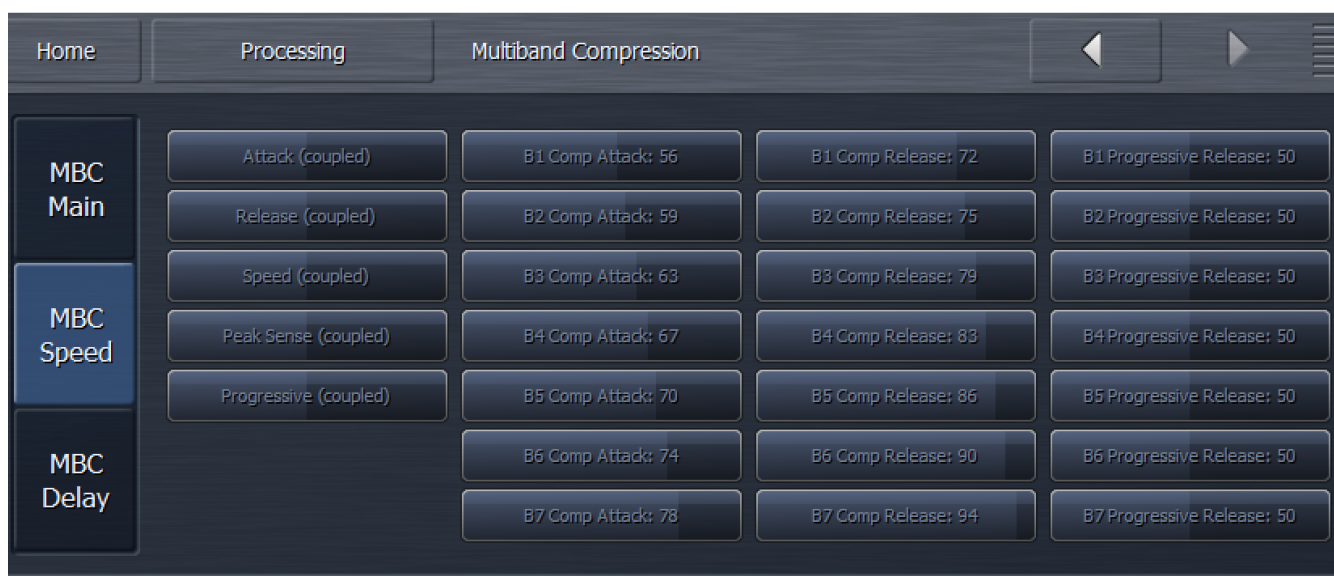 Home
Processing
Multiband Compression
MBC
Main
MBC
Speed
MBC
Delay
Attack (coupled)
B1 Comp Attack: 56
B1 Comp Release: 72
B1 Progressive Release: 50
Release (coupled)
B2 Comp Attack: 59
B2 Comp Release: 75
B2 Progressive Release: 50
Speed (coupled)
B3 Comp Attack: 63
B3 Comp Release: 79
B3 Progressive Release: 50
Peak Sense (coupled)
B4 Comp Attack: 67
B4 Comp Release: 83
B4 Progressive Release: 50
Progressive (coupled)
B5 Comp Attack: 70
B5 Comp Release: 86
B5 Progressive Release: 50
B6 Comp Attack: 74
B6 Comp Release: 90
B6 Progressive Release: 50
B7 Comp Attack: 78
B7 Comp Release: 94
B7 Progressive Release: 50